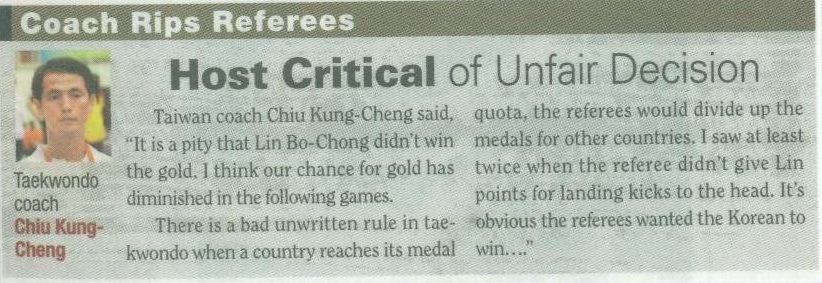 Coach Rips Referees
Host Critical of Unfair Decision
Taekwondo
coach
Chiu Kung-
Cheng
Taiwan coach Chiu Kung-Cheng said,
"It is a pity that Lin Bo-Chong didn't win
the gold. I think our chance for gold has
diminished in the following games.
There is a bad unwritten rule in tae-
kwondo when a country reaches its medal
quota, the referees would divide up the
medals for other countries. I saw at least
twice when the referee didn't give Lin
points for landing kicks to the head. It's
obvious the referees wanted the Korean to
win...."